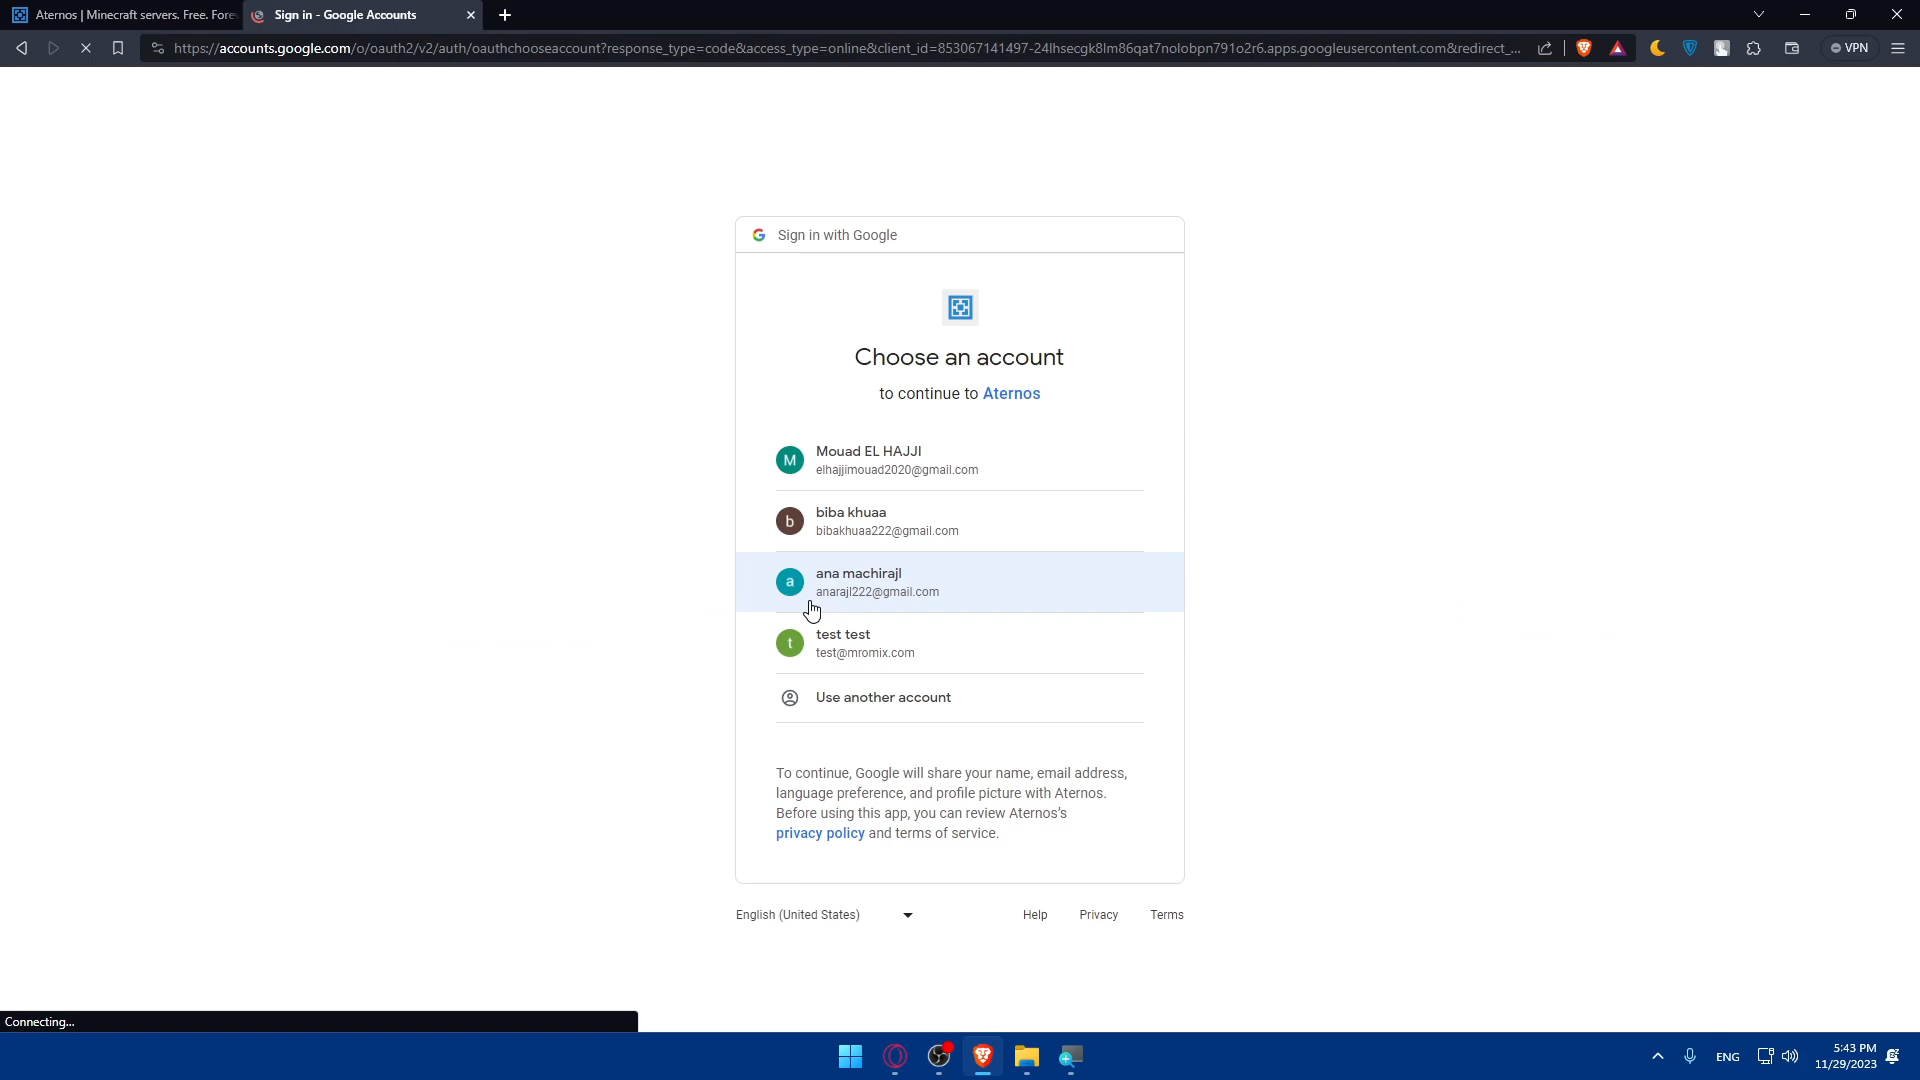 Aternos | Minecraft servers. Free. Forev
Sign in - Google Accounts
https://accounts.google.com/o/oauth2/v2/auth/oauthchooseaccount?response_type=code&access_type=online&client_id=853067141497-24lhsecgk8lm86qat7nolobpn791o2r6.apps.googleusercontent.com&redirect_...
VPN
Sign in with Google
Choose an account
to continue to Aternos
M
Mouad EL HAJJI
elhajjimouad2020@gmail.com
b
biba khuaa
bibakhuaa222@gmail.com
a
ana machirajl
anarajl222@gmail.com
t
test test
test@mromix.com
Use another account
To continue, Google will share your name, email address,
language preference, and profile picture with Aternos.
Before using this app, you can review Aternos's
privacy policy and terms of service.
English (United States)
Help
Privacy
Terms
Connecting...
ENG
5:43 PM
11/29/2023